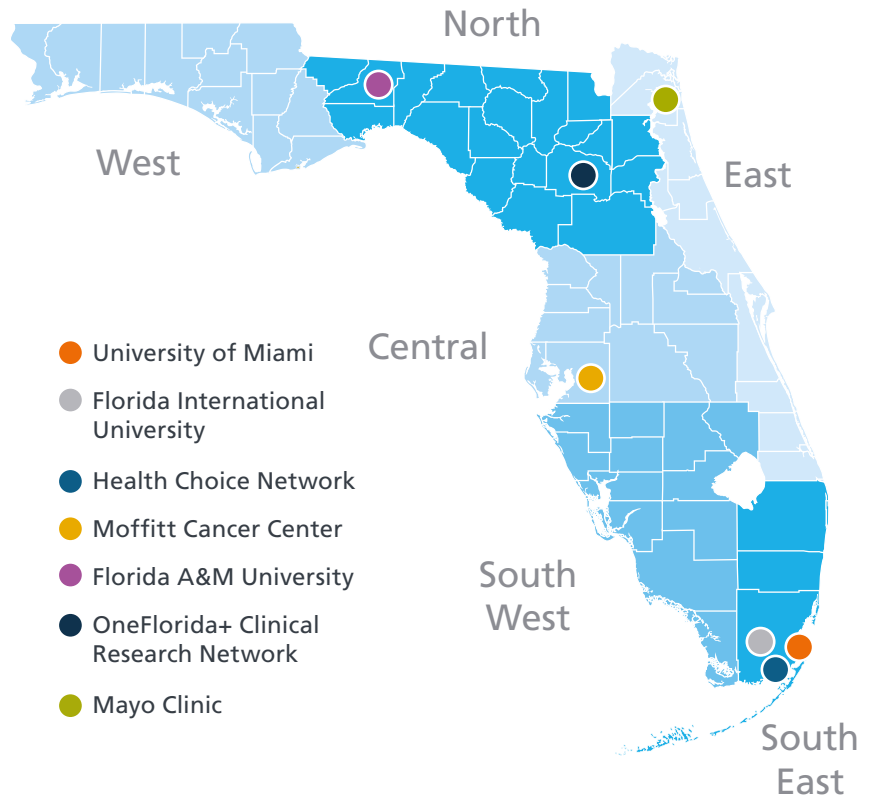 North
West
East
Central
University of Miami
Florida International
University
Health Choice Network
Moffitt Cancer Center
Florida A&M University
OneFlorida+ Clinical
Research Network
Mayo Clinic
South
West
South
East